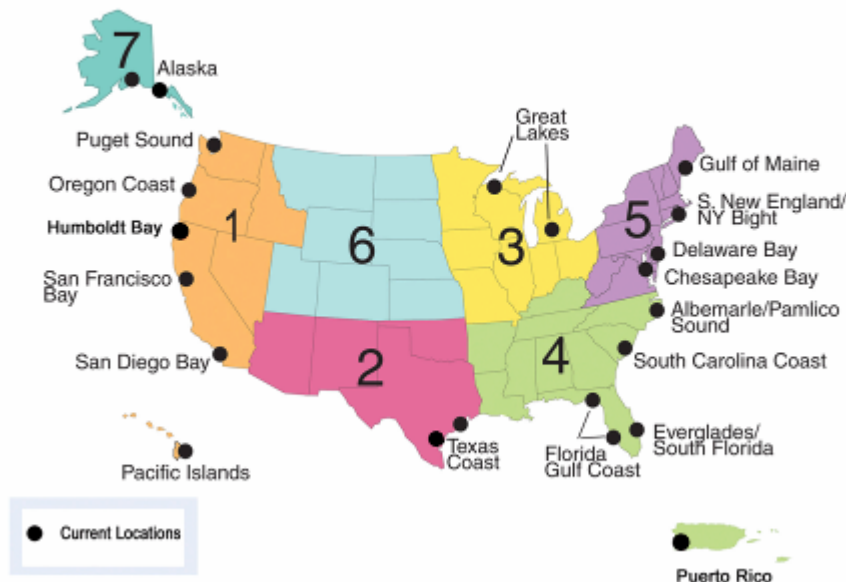 7
Alaska
Puget Sound
Great
Lakes
Gulf of Maine
Oregon Coast
S. New England/
NY Bight
Humboldt Bay
1
6
3
5
Delaware Bay
San Francisco
Bay
Chesapeake Bay
Albemarle/Pamlico
Sound
San Diego Bay
2
4
South Carolina Coast
Texas
Coast
Florida
Gulf Coast
Everglades/
South Florida
Pacific Islands
Current Locations
Puerto Rico